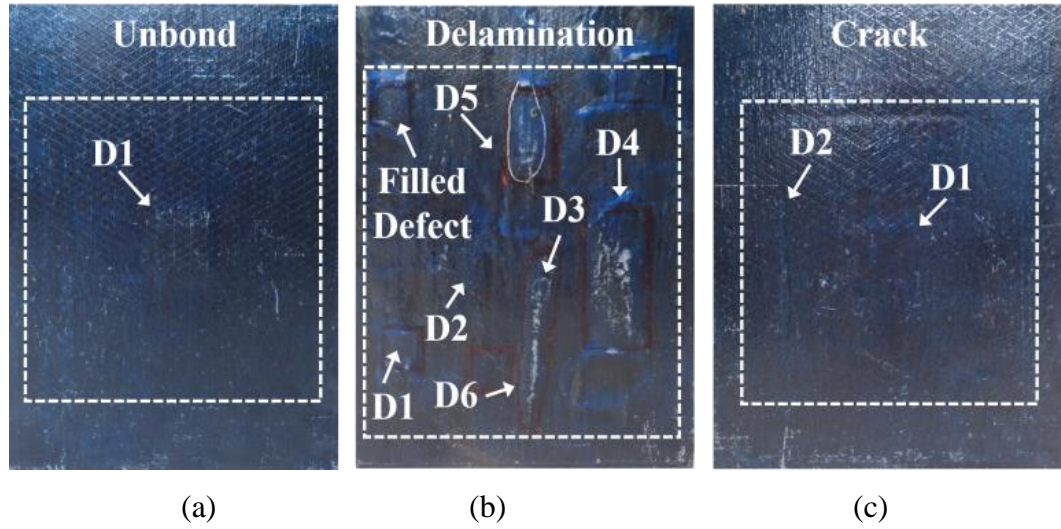 Unbond
D1
Delamination
D5
D4
Filled
Defect
D3
D2
D1
D6
Crack
D2
D1
(a)
(b)
(c)